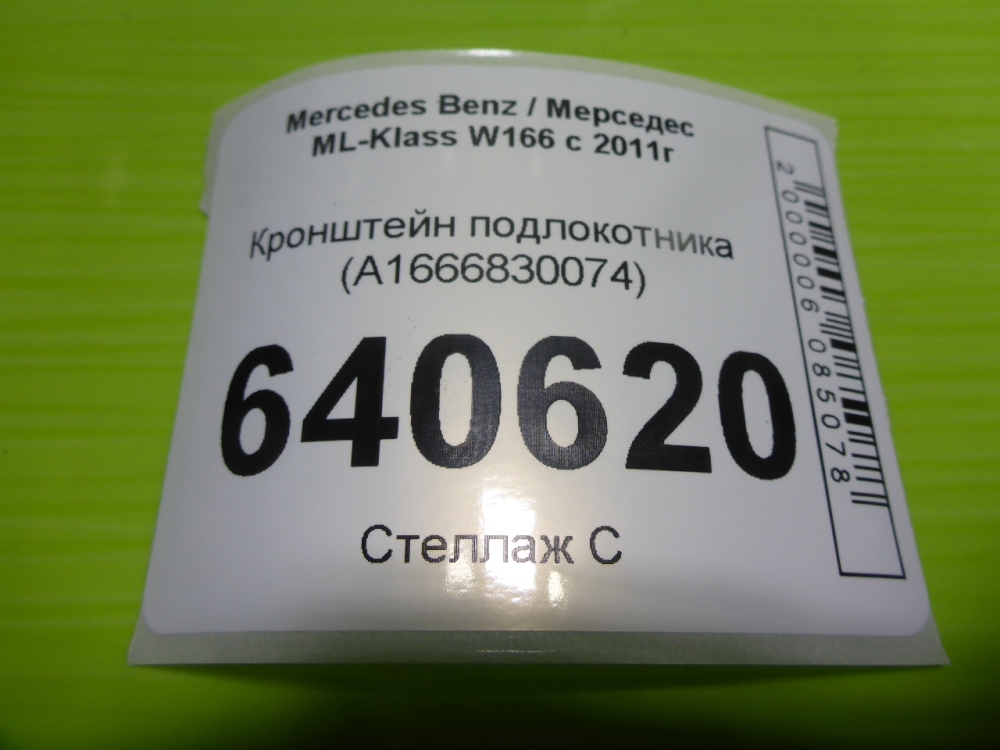 Mercedes Benz / Мерседес
ML-Klass W166 с 2011г
Кронштейн подлокотника
(A1666830074)
640620
Стеллаж С
2000006085078